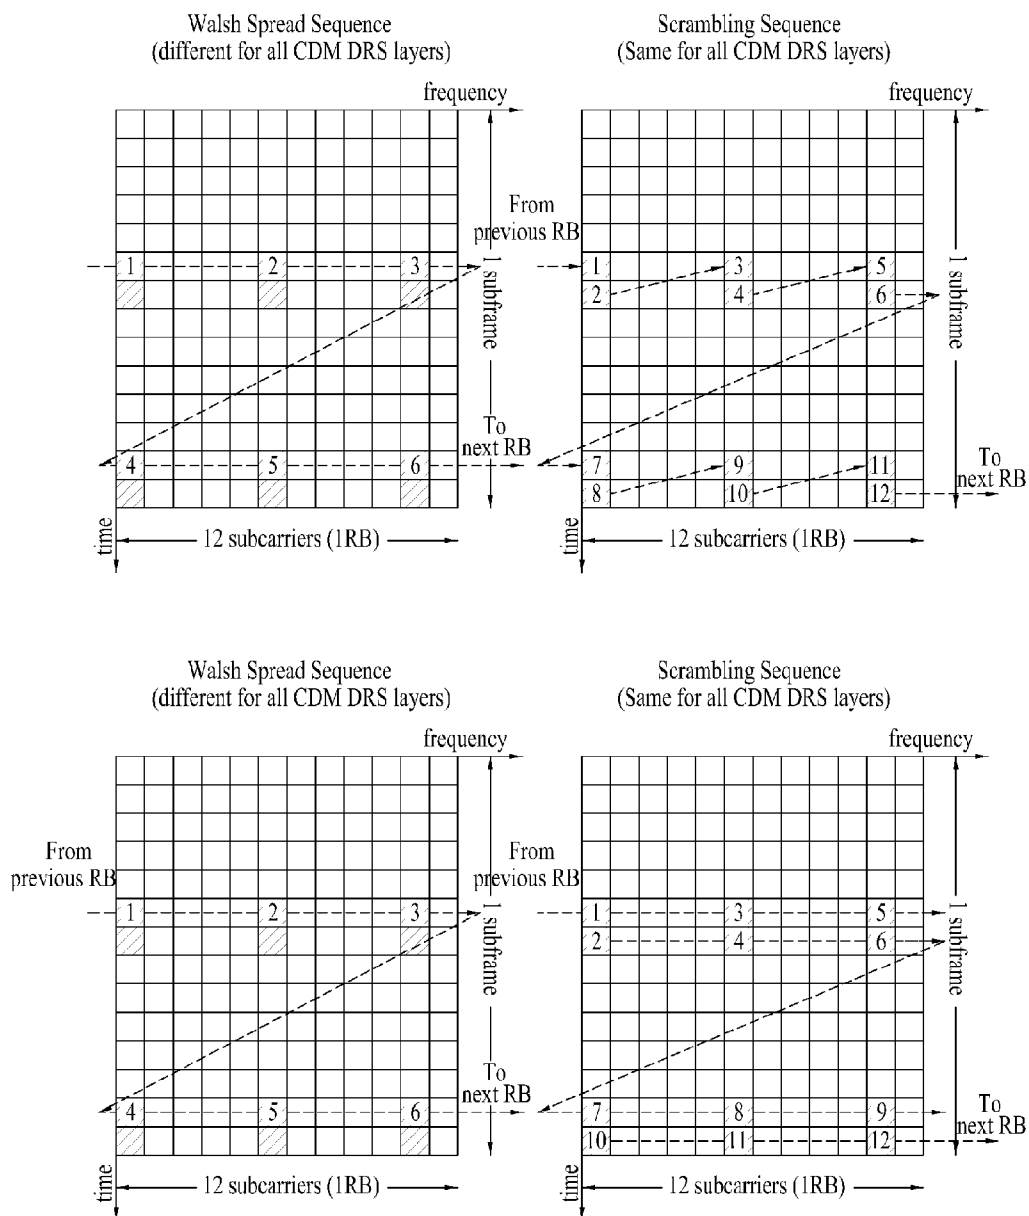 Walsh Spread Sequence
(different for all CDM DRS layers)
frequency
1 2 3
4 5 6
1 subframe
To
next RB
time
12 subcarriers (1RB)
Scrambling Sequence
(Same for all CDM DRS layers)
frequency
From
previous RB
1 3 5
2 4 6
7 9 11
8 10 12
1 subframe
To
next RB
time
12 subcarriers (1RB)
Walsh Spread Sequence
(different for all CDM DRS layers)
frequency
From
previous RB
1 2 3
4 5 6
1 subframe
To
next RB
time
12 subcarriers (1RB)
Scrambling Sequence
(Same for all CDM DRS layers)
frequency
From
previous RB
1 3 5
2 4 6
7 8 9
10 11 12
1 subframe
To
next RB
time
12 subcarriers (1RB)